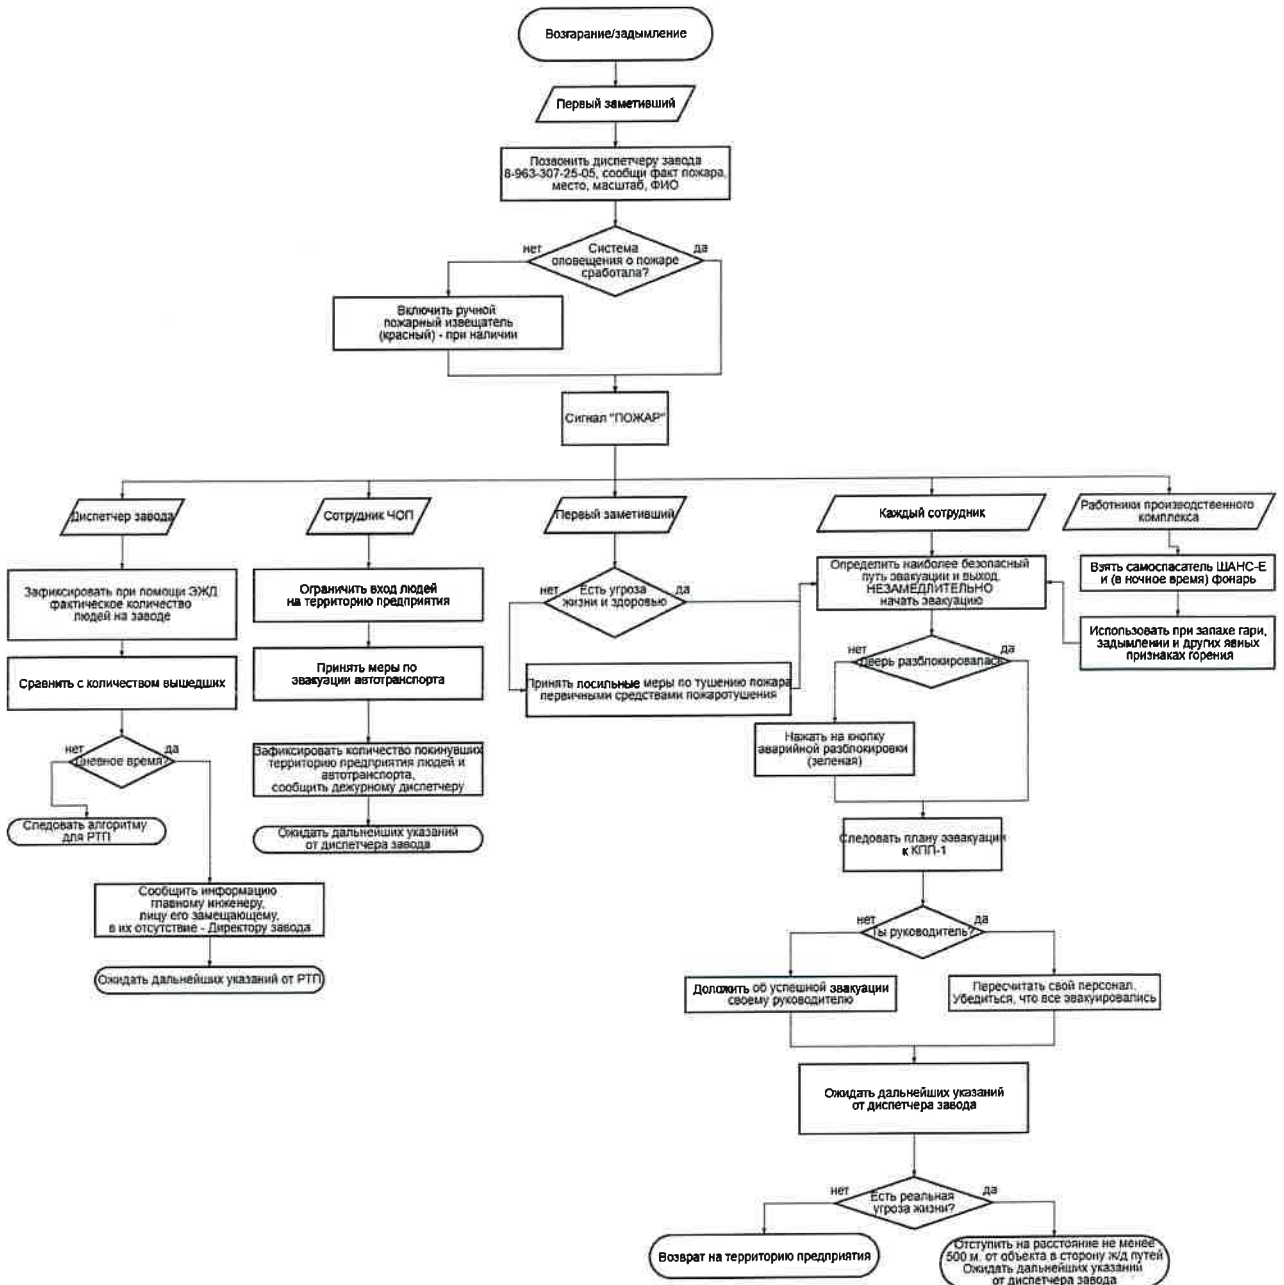 Возгарание/задымление
Первый заметивший
Позвонить диспетчеру завода
8-963-307-25-05, сообщи факт пожара,
место, масштаб, ФИО
нет
да
Система
оповещения о пожаре
сработала?
Включить ручной
пожарный извещатель
(красный) - при наличии
Сигнал "ПОЖАР"
Диспетчер завода
Сотрудник ЧОП
Первый заметивший
Каждый сотрудник
Работники производственного
комплекса
Зафиксировать при помощи ЭЖД
фактическое количество
людей на заводе
Сравнить с количеством вышедших
нет
да
Дневное время?
Следовать алгоритму
для РТП
Сообщить информацию
главному инженеру,
лицу его замещающему,
в их отсутствие - Директору завода
Ожидать дальнейших указаний от РТП
Ограничить вход людей
на территорию предприятия
Принять меры по
эвакуации автотранспорта
Зафиксировать количество покинувших
территорию предприятия людей и
автотранспорта,
сообщить дежурному диспетчеру
Ожидать дальнейших указаний
от диспетчера завода
нет
да
Есть угроза
жизни и здоровью
Принять посильные меры по тушению пожара
первичными средствами пожаротушения
Определить наиболее безопасный
путь эвакуации и выход.
НЕЗАМЕДЛИТЕЛЬНО
начать эвакуацию
Взять самоспасатель ШАНС-Е
и (в ночное время) фонарь
Использовать при запахе гари,
задымлении и других явных
признаках горения
нет
да
Дверь разблокировалась
Нажать на кнопку
аварийной разблокировки
(зеленая)
Следовать плану эавакуации
к КПП-1
нет
да
Ты руководитель?
Доложить об успешной эвакуации
своему руководителю
Пересчитать свой персонал.
Убедиться, что все эвакуировались
Ожидать дальнейших указаний
от диспетчера завода
нет
да
Есть реальная
угроза жизни?
Возврат на территорию предприятия
Отступить на расстояние не менее
500 м. от объекта в сторону ж/д путей
Ожидать дальнейших указаний
от диспетчера завода